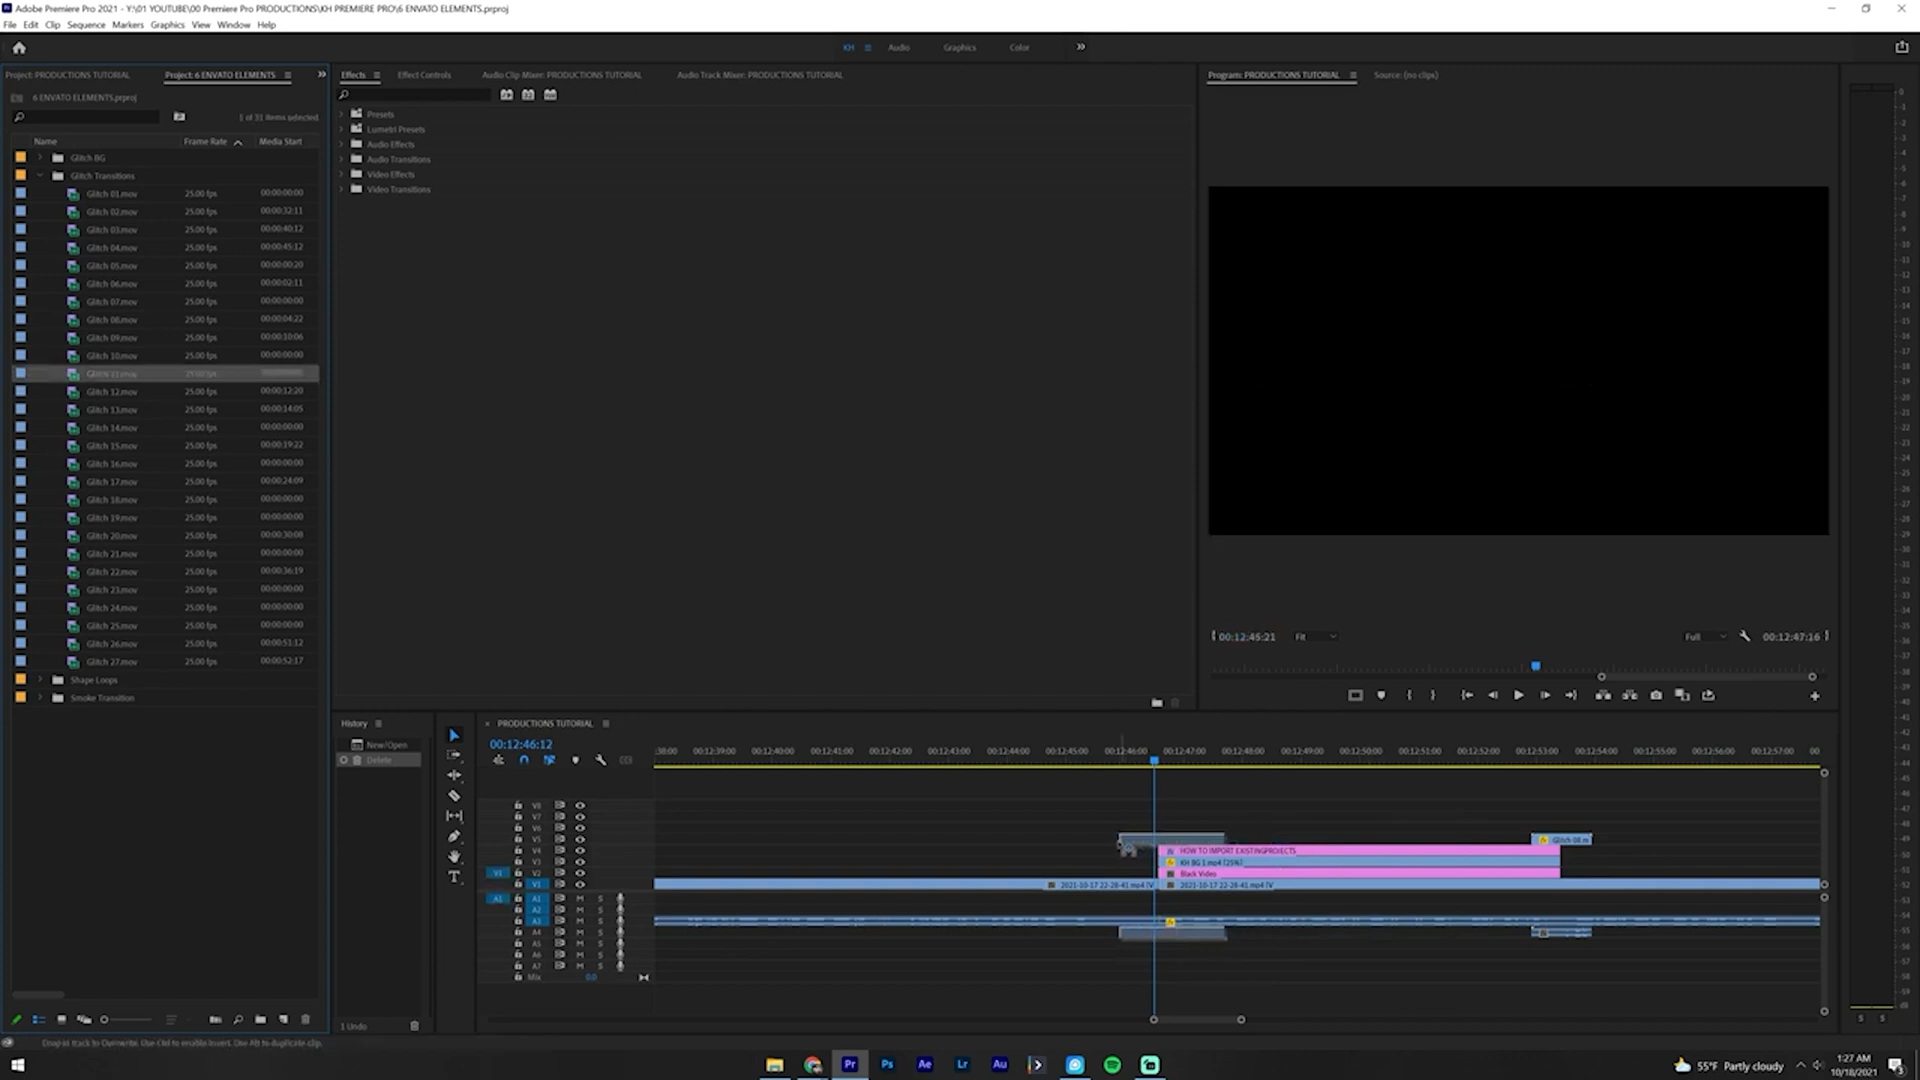 Adobe Premiere Pro 2021 - Y:\01 YOUTUBE\00 Premiere Pro PRODUCTIONS\KH PREMIERE PRO\6 ENVATO ELEMENTS.prproj
File Edit Clip Sequence Markers Graphics View Window Help
KH Audio Graphics Color
Project: PRODUCTIONS TUTORIAL Project: 6 ENVATO ELEMENTS
6 ENVATO ELEMENTS.prproj
1 of 31 items selected
Name Frame Rate Media Start
Glitch BG
Glitch Transitions
Glitch 01.mov 25.00 fps 00:00:00:00
Glitch 02.mov 25.00 fps 00:00:32:11
Glitch 03.mov 25.00 fps 00:00:40:12
Glitch 04.mov 25.00 fps 00:00:45:12
Glitch 05.mov 25.00 fps 00:00:00:20
Glitch 06.mov 25.00 fps 00:00:02:11
Glitch 07.mov 25.00 fps 00:00:00:00
Glitch 08.mov 25.00 fps 00:00:04:22
Glitch 09.mov 25.00 fps 00:00:10:06
Glitch 10.mov 25.00 fps 00:00:00:00
Glitch 11.mov 25.00 fps
Glitch 12.mov 25.00 fps 00:00:12:20
Glitch 13.mov 25.00 fps 00:00:14:05
Glitch 14.mov 25.00 fps 00:00:00:00
Glitch 15.mov 25.00 fps 00:00:19:22
Glitch 16.mov 25.00 fps 00:00:00:00
Glitch 17.mov 25.00 fps 00:00:24:09
Glitch 18.mov 25.00 fps 00:00:00:00
Glitch 19.mov 25.00 fps 00:00:00:00
Glitch 20.mov 25.00 fps 00:00:30:08
Glitch 21.mov 25.00 fps 00:00:00:00
Glitch 22.mov 25.00 fps 00:00:36:19
Glitch 23.mov 25.00 fps 00:00:00:00
Glitch 24.mov 25.00 fps 00:00:00:00
Glitch 25.mov 25.00 fps 00:00:00:00
Glitch 26.mov 25.00 fps 00:00:51:12
Glitch 27.mov 25.00 fps 00:00:52:17
Shape Loops
Smoke Transition
Effects Effect Controls Audio Clip Mixer: PRODUCTIONS TUTORIAL Audio Track Mixer: PRODUCTIONS TUTORIAL
Presets
Lumetri Presets
Audio Effects
Audio Transitions
Video Effects
Video Transitions
Program: PRODUCTIONS TUTORIAL Source: (no clips)
00:12:45:21 Fit Full 00:12:47:16
History
New/Open
Delete
1 Undo
PRODUCTIONS TUTORIAL
00:12:46:12
:38:00 00:12:39:00 00:12:40:00 00:12:41:00 00:12:42:00 00:12:43:00 00:12:44:00 00:12:45:00 00:12:46:00 00:12:47:00 00:12:48:00 00:12:49:00 00:12:50:00 00:12:51:00 00:12:52:00 00:12:53:00 00:12:54:00 00:12:55:00 00:12:56:00 00:12:57:00 00
V8
V7
V6
V5 Glitch 08 m
V4 HOW TO IMPORT EXISTINGPROJECTS
V3 KH BG 1.mp4 [25%]
V1 V2 Black Video
V1 2021-10-17 22-28-41.mp4 [V 2021-10-17 22-28-41.mp4 [V
A1 A1 M S
A2 M S
A3 M S
A4 M S
A5 M S
A6 M S
A7 M S
Mix 0.0
Drop in track to Overwrite. Use Ctrl to enable insert. Use Alt to duplicate clip.
S S
Pr Ps Ae Lr Au
55°F Partly cloudy
1:27 AM
10/18/2021